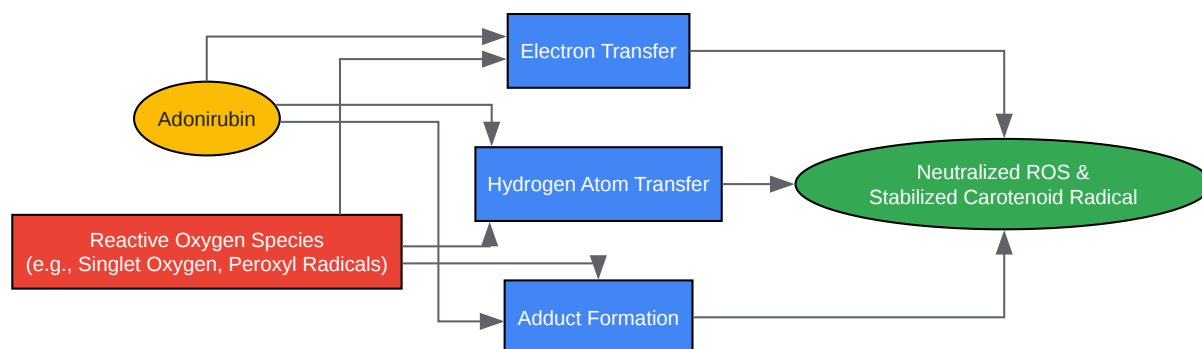 Electron Transfer
Adonirubin
Hydrogen Atom Transfer
Neutralized ROS &
Stabilized Carotenoid Radical
Reactive Oxygen Species
(e.g., Singlet Oxygen, Peroxyl Radicals)
Adduct Formation